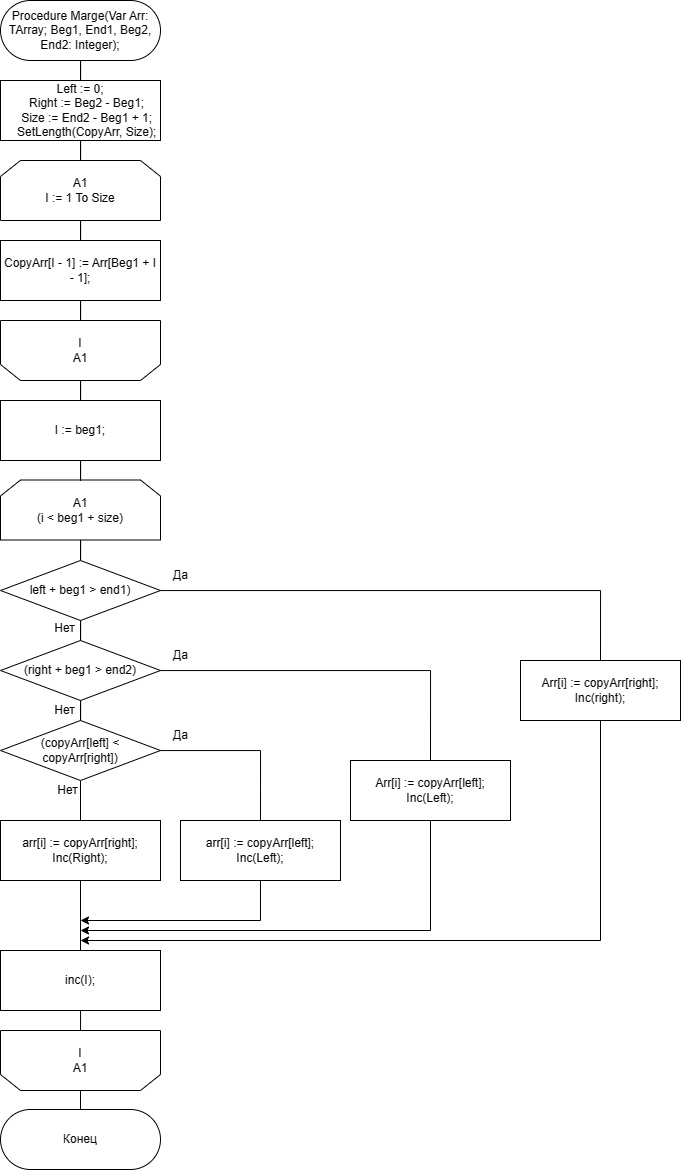 Procedure Marge(Var Arr:
TArray; Beg1, End1, Beg2,
End2: Integer);
Left := 0;
Right := Beg2 - Beg1;
Size := End2 - Beg1 + 1;
SetLength(CopyArr, Size);
A1
I := 1 To Size
CopyArr[I - 1] := Arr[Beg1 + I
- 1];
I
A1
I := beg1;
A1
(i < beg1 + size)
left + beg1 > end1)
Да
Нет
(right + beg1 > end2)
Да
Arr[i] := copyArr[right];
Inc(right);
Нет
(copyArr[left] <
copyArr[right])
Да
Arr[i] := copyArr[left];
Inc(Left);
Нет
arr[i] := copyArr[right];
Inc(Right);
arr[i] := copyArr[left];
Inc(Left);
inc(I);
I
A1
Конец